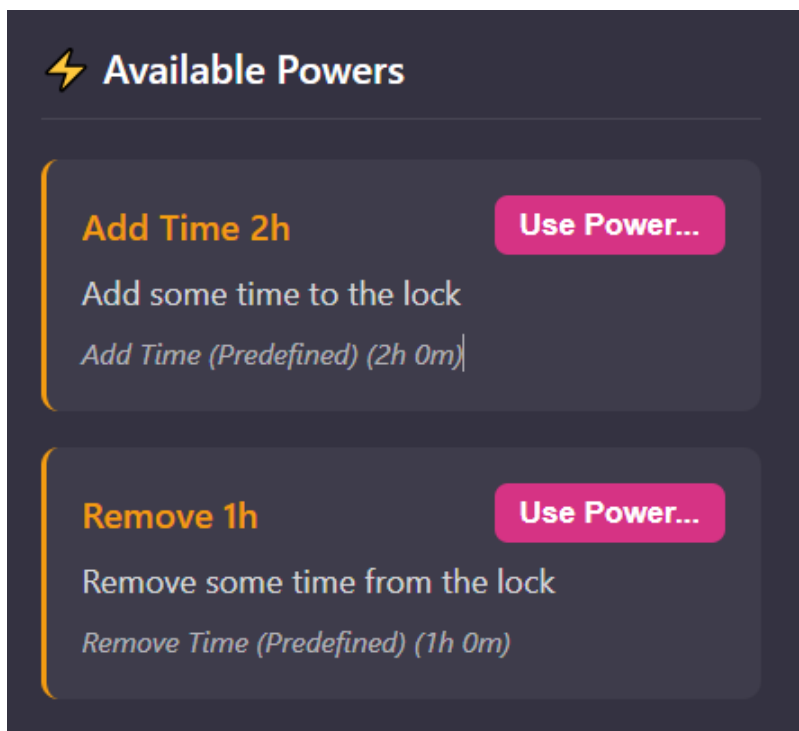 ⚡ Available Powers
Add Time 2h
Use Power...
Add some time to the lock
Add Time (Predefined) (2h 0m)
Remove 1h
Use Power...
Remove some time from the lock
Remove Time (Predefined) (1h 0m)